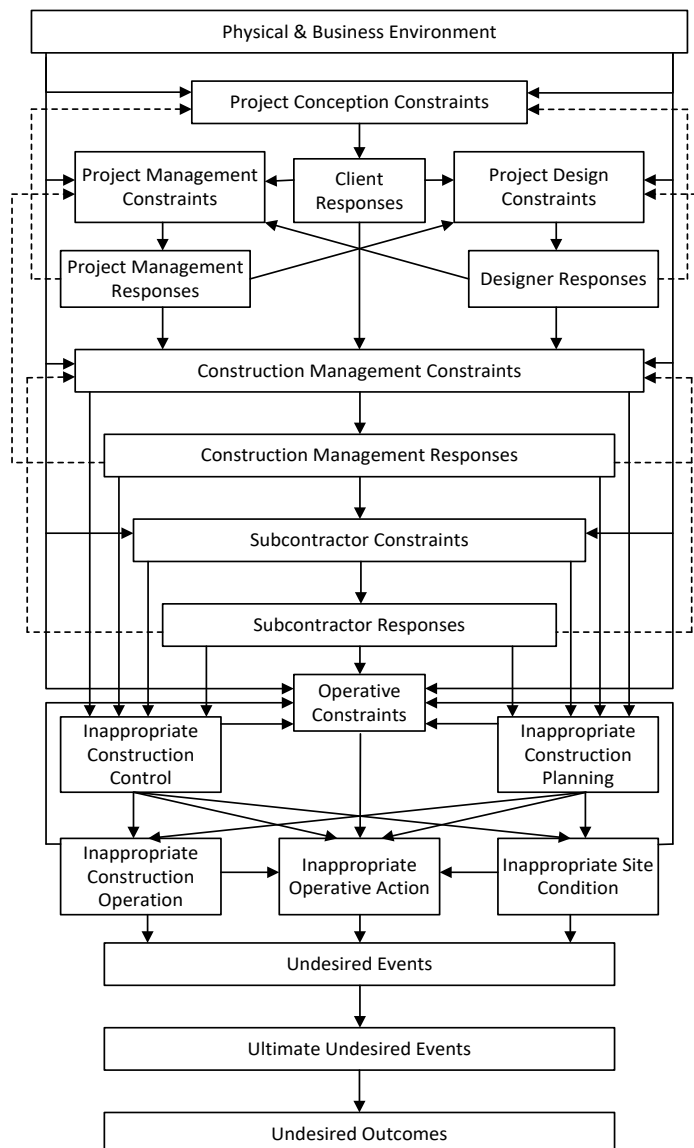 Physical & Business Environment
Project Conception Constraints
Project Management
Constraints
Client
Responses
Project Design
Constraints
Project Management
Responses
Designer Responses
Construction Management Constraints
Construction Management Responses
Subcontractor Constraints
Subcontractor Responses
Operative
Constraints
Inappropriate
Construction
Control
Inappropriate
Construction
Planning
Inappropriate
Construction
Operation
Inappropriate
Operative Action
Inappropriate Site
Condition
Undesired Events
Ultimate Undesired Events
Undesired Outcomes